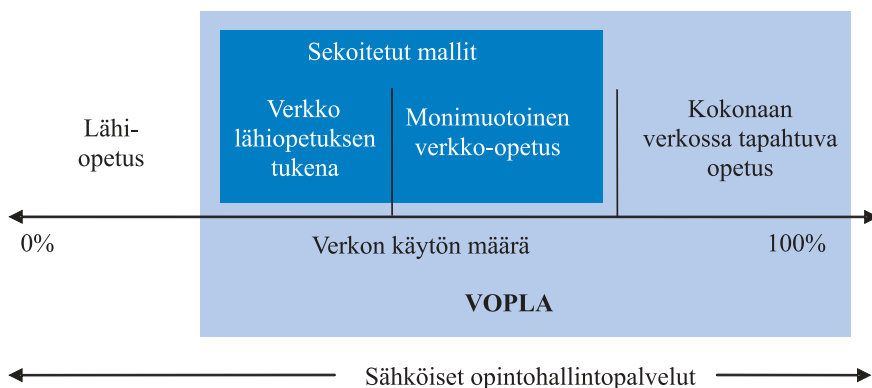 Sekoitetut mallit
Lähi-
opetus
Verkko
lähiopetuksen
tukena
Monimuotoinen
verkko-opetus
Kokonaan
verkossa tapahtuva
opetus
0%
Verkon käytön määrä
100%
VOPLA
Sähköiset opintohallintopalvelut